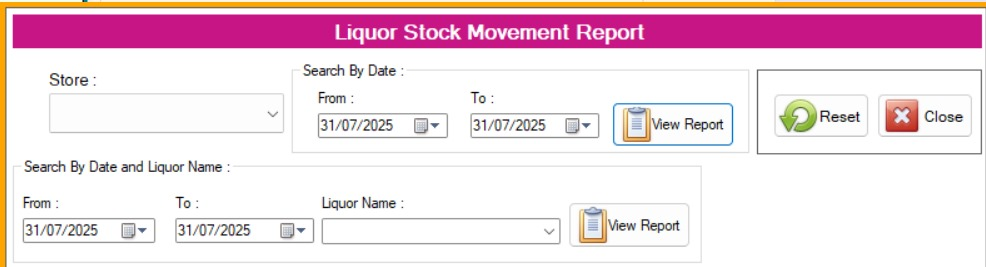 Liquor Stock Movement Report
Store :
Search By Date :
From :
To :
31/07/2025
31/07/2025
View Report
Reset
Close
Search By Date and Liquor Name :
From :
To :
Liquor Name :
31/07/2025
31/07/2025
View Report